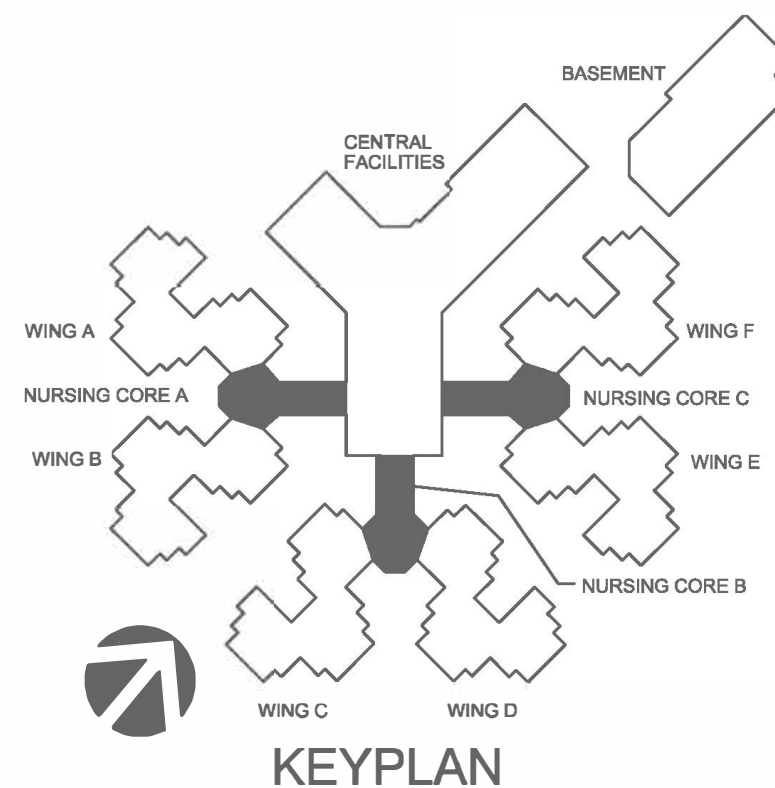 BASEMENT
CENTRAL
FACILITIES
WING A
WING F
NURSING CORE A
NURSING CORE C
WING B
WING E
NURSING CORE B
WING C
WING D
KEYPLAN